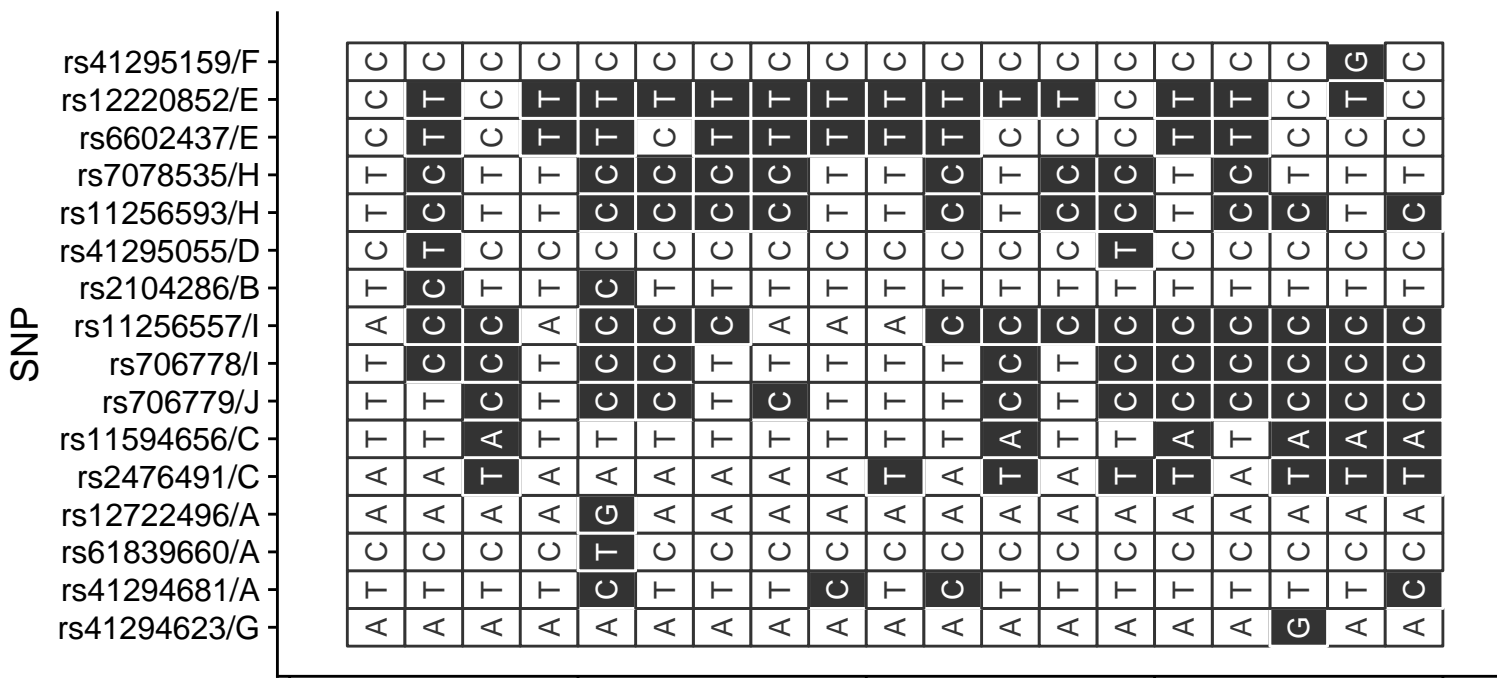 rs41295159/F C C C C C C C C C C C C C C C C C G C
rs12220852/E C T C T T T T T T T T T T C T T C T C
rs6602437/E C T C T T C T T T T T C C C T T C C C
rs7078535/H T C T T C C C C T T C T C C T C T T T
rs11256593/H T C T T C C C C T T C T C C T C C T C
rs41295055/D C T C C C C C C C C C C C T C C C C C
rs2104286/B T C T T C T T T T T T T T T T T T T T
rs11256557/I A C C A C C C A A A C C C C C C C C C
rs706778/I T C C T C C T T T T T C T C C C C C C
rs706779/J T T C T C C T C T T T C T C C C C C C
rs11594656/C T T A T T T T T T T T A T T A T A A A
rs2476491/C A A T A A A A A A T A T A T T A T T T
rs12722496/A A A A A G A A A A A A A A A A A A A A
rs61839660/A C C C C T C C C C C C C C C C C C C C
rs41294681/A T T T T C T T T C T C T T T T T T T C
rs41294623/G A A A A A A A A A A A A A A A A G A A
SNP